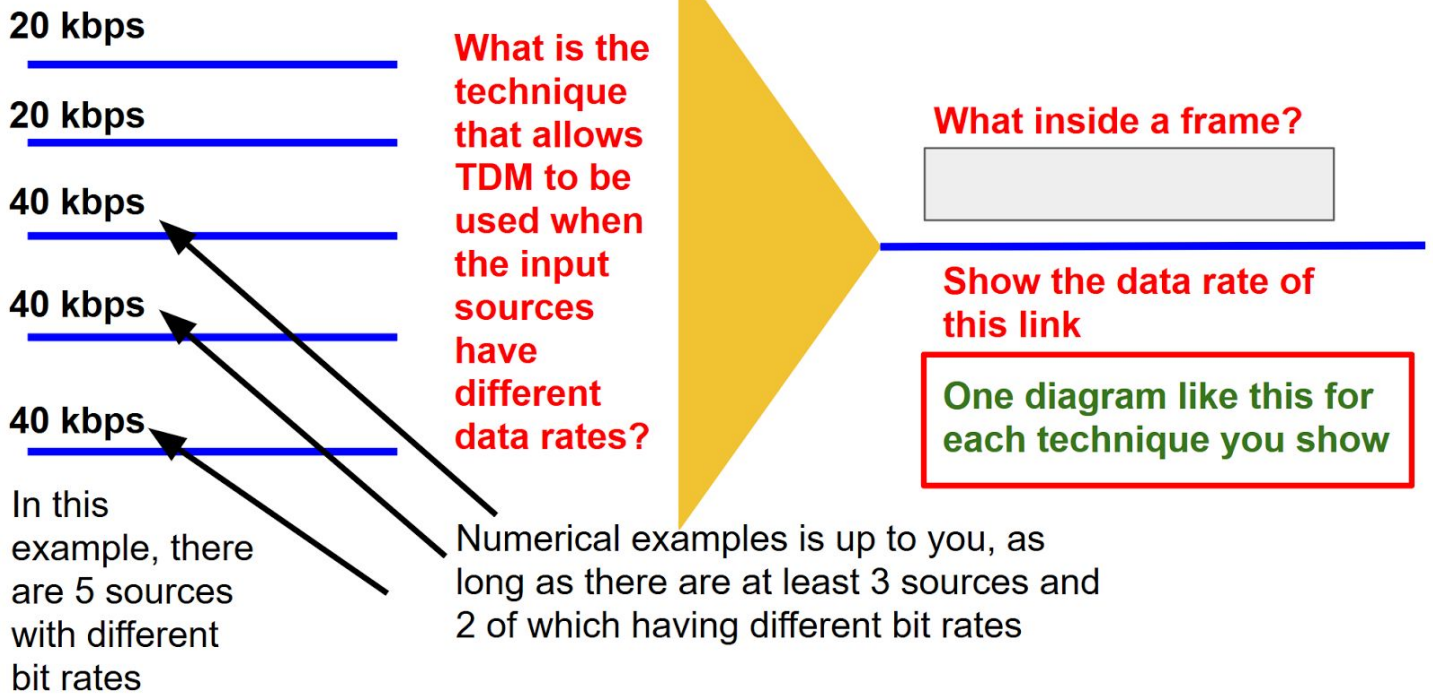 20 kbps
20 kbps
40 kbps
40 kbps
40 kbps
In this
example, there
are 5 sources
with different
bit rates
What is the
technique
that allows
TDM to be
used when
the input
sources
have
different
data rates?
Numerical examples is up to you, as
long as there are at least 3 sources and
2 of which having different bit rates
What inside a frame?
Show the data rate of
this link
One diagram like this for
each technique you show